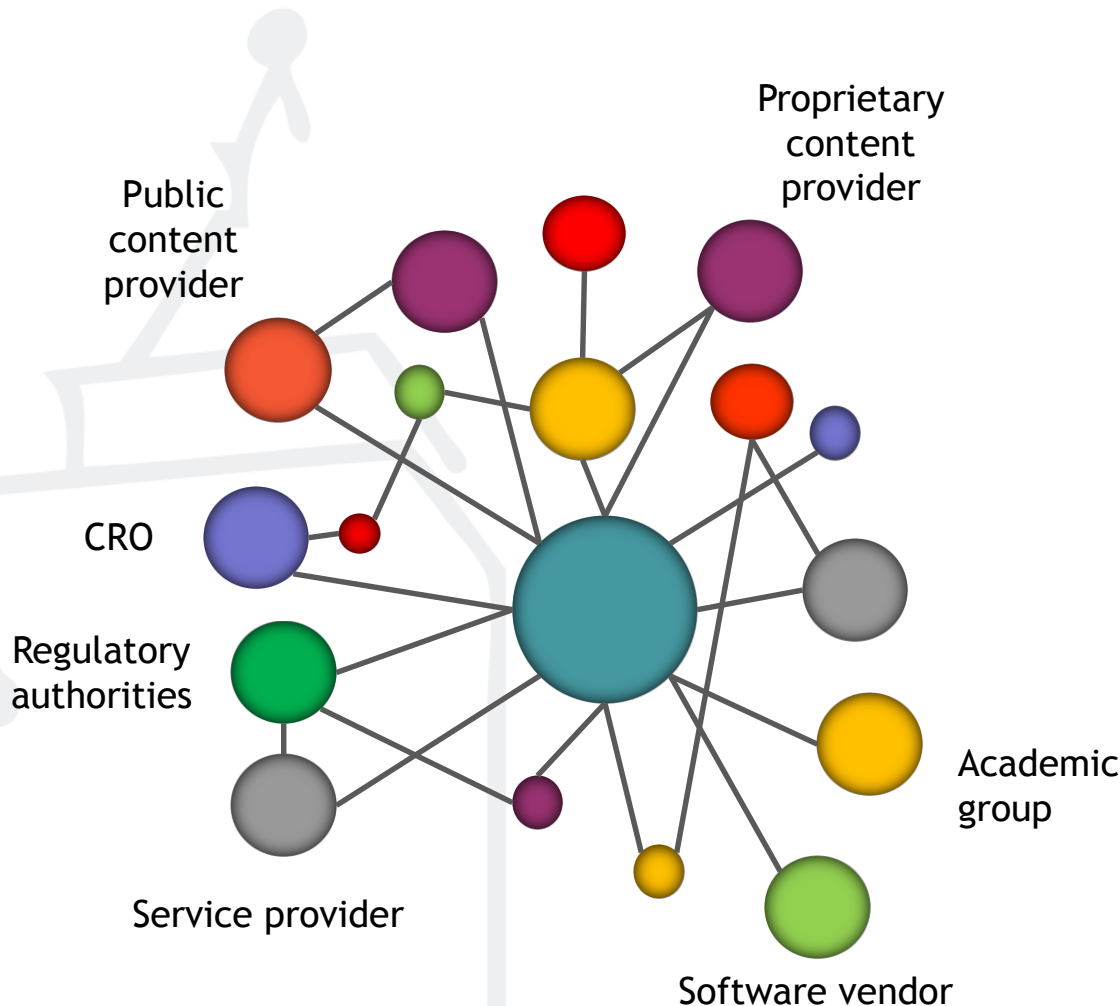 Proprietary
content
provider
Public
content
provider
CRO
Regulatory
authorities
Academic
group
Service provider
Software vendor